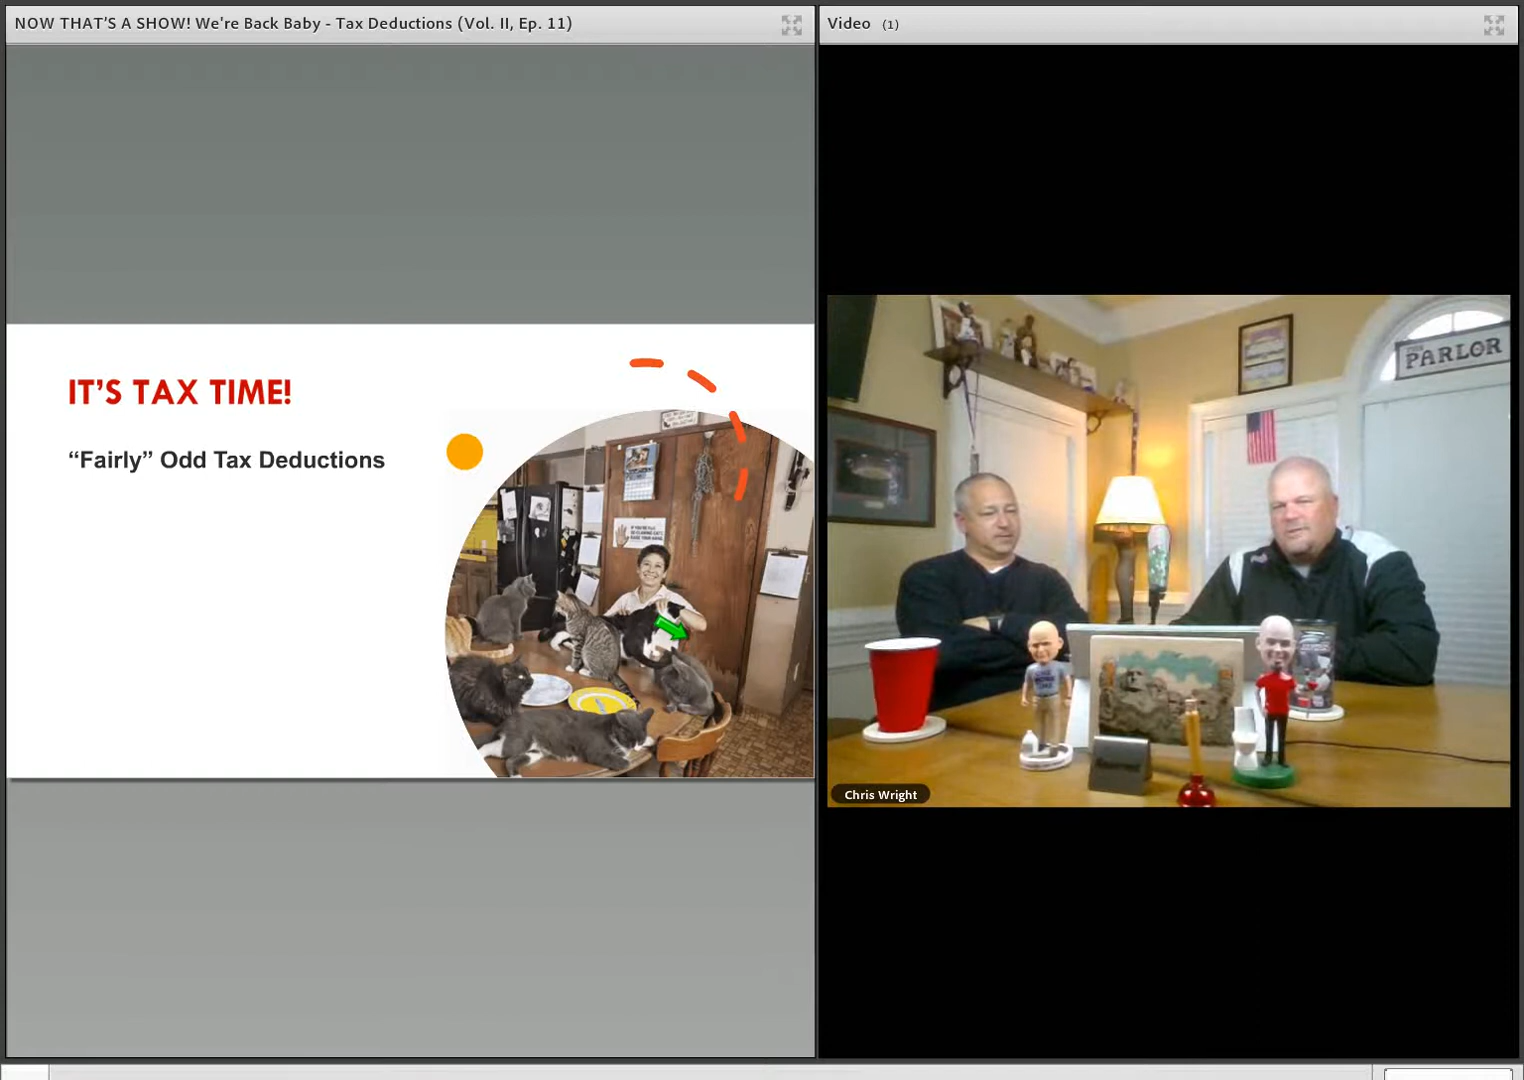 NOW THAT'S A SHOW! We're Back Baby - Tax Deductions (Vol. II, Ep. 11)
Video (1)
IT'S TAX TIME!
“Fairly” Odd Tax Deductions
PARLOR
Chris Wright